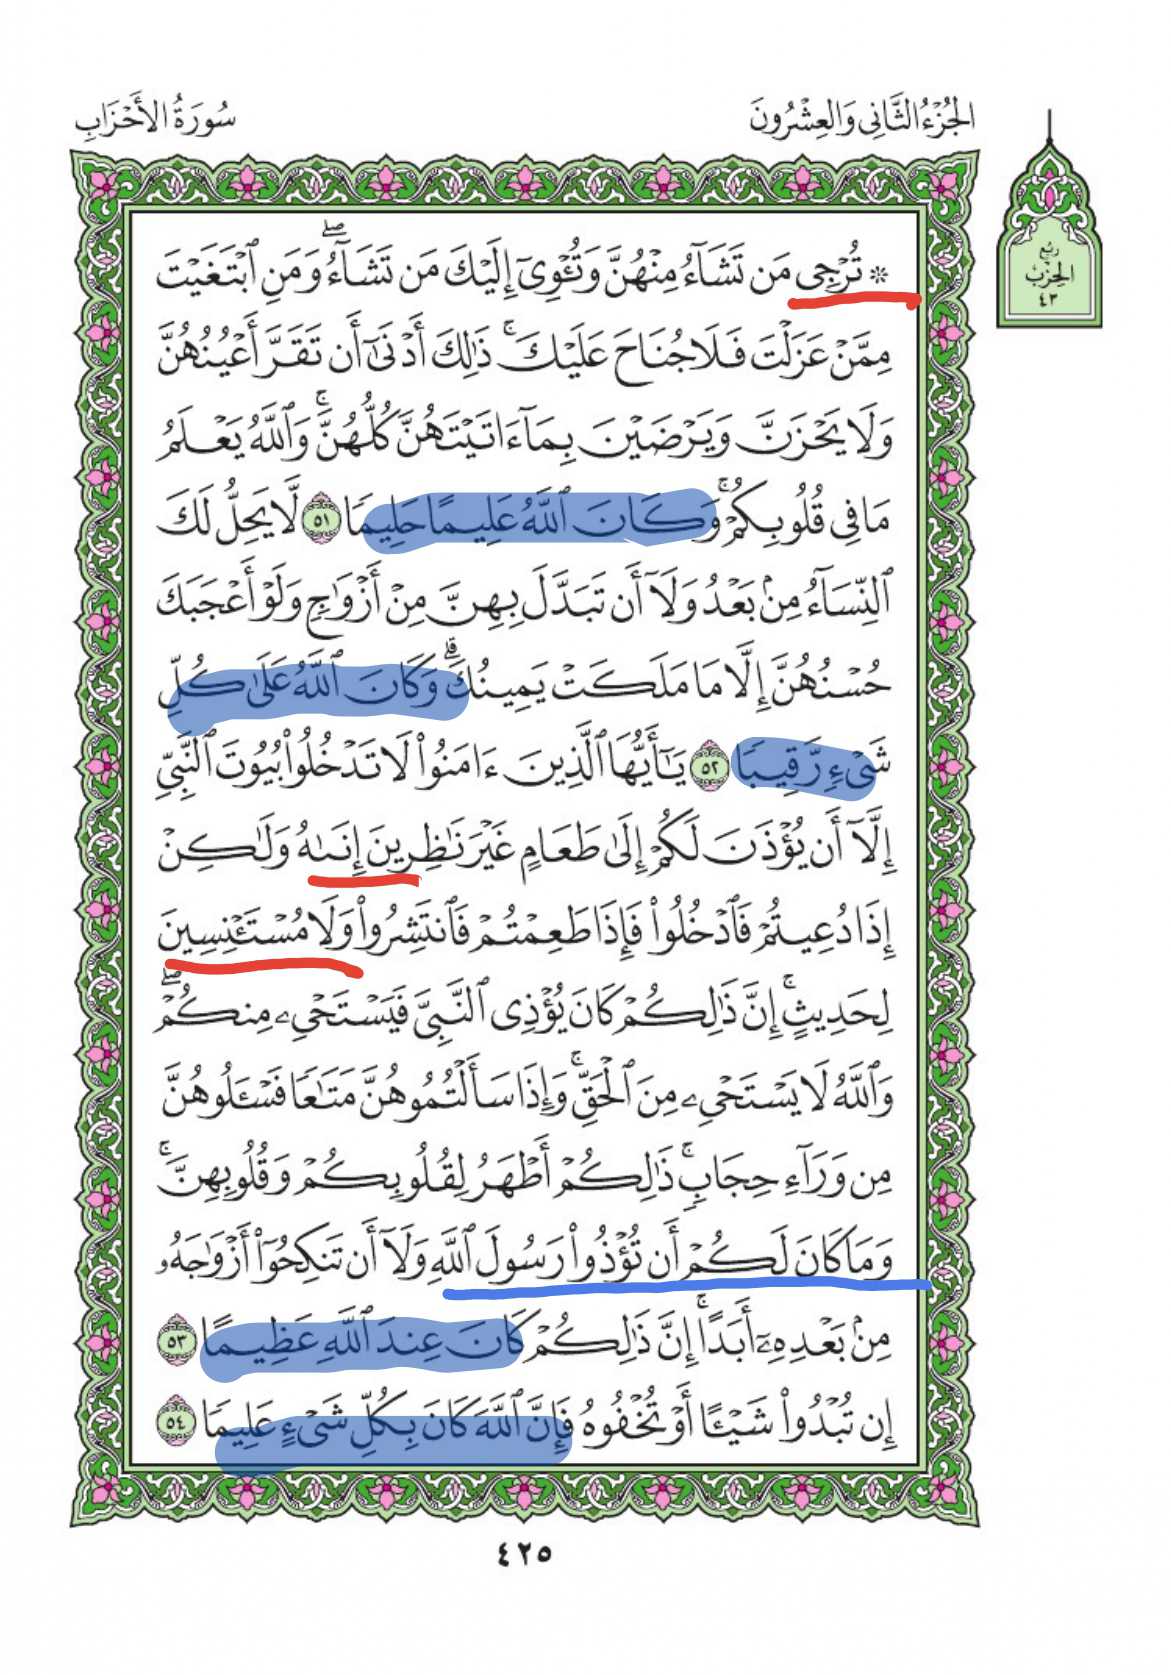 الجُزْءُ الثَّانِي وَالعِشْرُونَ
سُورَةُ الأَحْزَابِ
ربع
الحزب
٤٣
۞ تُرْجِي مَن تَشَآءُ مِنْهُنَّ وَتُـْٔوِىٓ إِلَيْكَ مَن تَشَآءُۖ وَمَنِ ٱبْتَغَيْتَ
مِمَّنْ عَزَلْتَ فَلَا جُنَاحَ عَلَيْكَۚ ذَٰلِكَ أَدْنَىٰٓ أَن تَقَرَّ أَعْيُنُهُنَّ
وَلَا يَحْزَنَّ وَيَرْضَيْنَ بِمَآ ءَاتَيْتَهُنَّ كُلُّهُنَّۚ وَٱللَّهُ يَعْلَمُ
مَا فِى قُلُوبِكُمْۚ وَكَانَ ٱللَّهُ عَلِيمًا حَلِيمًا ٥١ لَّا يَحِلُّ لَكَ
ٱلنِّسَآءُ مِنۢ بَعْدُ وَلَآ أَن تَبَدَّلَ بِهِنَّ مِنْ أَزْوَٰجٍ وَلَوْ أَعْجَبَكَ
حُسْنُهُنَّ إِلَّا مَا مَلَكَتْ يَمِينُكَۗ وَكَانَ ٱللَّهُ عَلَىٰ كُلِّ
شَىْءٍ رَّقِيبًا ٥٢ يَـٰٓأَيُّهَا ٱلَّذِينَ ءَامَنُوا۟ لَا تَدْخُلُوا۟ بُيُوتَ ٱلنَّبِىِّ
إِلَّآ أَن يُؤْذَنَ لَكُمْ إِلَىٰ طَعَامٍ غَيْرَ نَـٰظِرِينَ إِنَىٰهُ وَلَـٰكِنْ
إِذَا دُعِيتُمْ فَٱدْخُلُوا۟ فَإِذَا طَعِمْتُمْ فَٱنتَشِرُوا۟ وَلَا مُسْتَـْٔنِسِينَ
لِحَدِيثٍۚ إِنَّ ذَٰلِكُمْ كَانَ يُؤْذِى ٱلنَّبِىَّ فَيَسْتَحْىِۦ مِنكُمْۖ
وَٱللَّهُ لَا يَسْتَحْىِۦ مِنَ ٱلْحَقِّۚ وَإِذَا سَأَلْتُمُوهُنَّ مَتَـٰعًا فَسْـَٔلُوهُنَّ
مِن وَرَآءِ حِجَابٍۚ ذَٰلِكُمْ أَطْهَرُ لِقُلُوبِكُمْ وَقُلُوبِهِنَّۚ
وَمَا كَانَ لَكُمْ أَن تُؤْذُوا۟ رَسُولَ ٱللَّهِ وَلَآ أَن تَنكِحُوٓا۟ أَزْوَٰجَهُۥ
مِنۢ بَعْدِهِۦٓ أَبَدًاۚ إِنَّ ذَٰلِكُمْ كَانَ عِندَ ٱللَّهِ عَظِيمًا ٥٣
إِن تُبْدُوا۟ شَيْـًٔا أَوْ تُخْفُوهُ فَإِنَّ ٱللَّهَ كَانَ بِكُلِّ شَىْءٍ عَلِيمًا ٥٤
٤٢٥